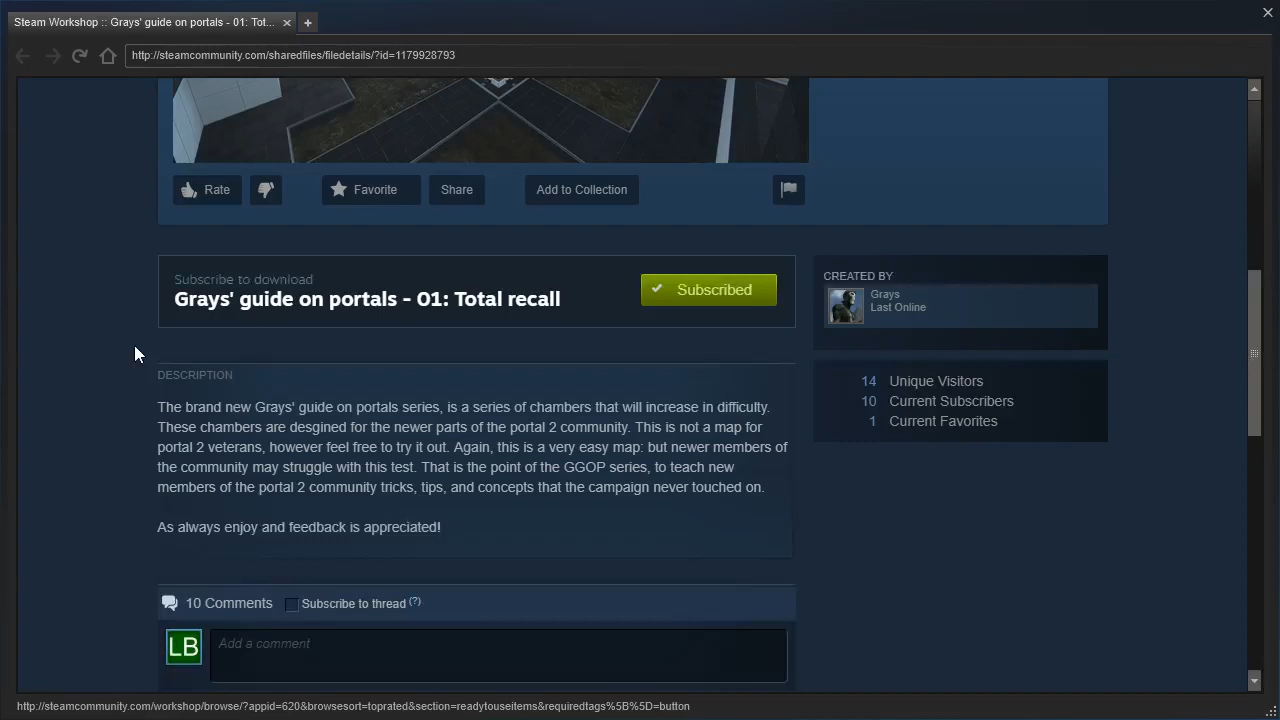 Steam Workshop :: Grays' guide on portals - 01: Tot...
http://steamcommunity.com/sharedfiles/filedetails/?id=1179928793
Rate
Favorite
Share
Add to Collection
Subscribe to download
Grays' guide on portals - 01: Total recall
Subscribed
CREATED BY
Grays
Last Online
14 Unique Visitors
10 Current Subscribers
1 Current Favorites
DESCRIPTION
The brand new Grays' guide on portals series, is a series of chambers that will increase in difficulty.
These chambers are desgined for the newer parts of the portal 2 community. This is not a map for
portal 2 veterans, however feel free to try it out. Again, this is a very easy map: but newer members of
the community may struggle with this test. That is the point of the GGOP series, to teach new
members of the portal 2 community tricks, tips, and concepts that the campaign never touched on.
As always enjoy and feedback is appreciated!
10 Comments
Subscribe to thread (?)
LB
Add a comment
http://steamcommunity.com/workshop/browse/?appid=620&browsesort=toprated&section=readytouseitems&requiredtags%5B%5D=button